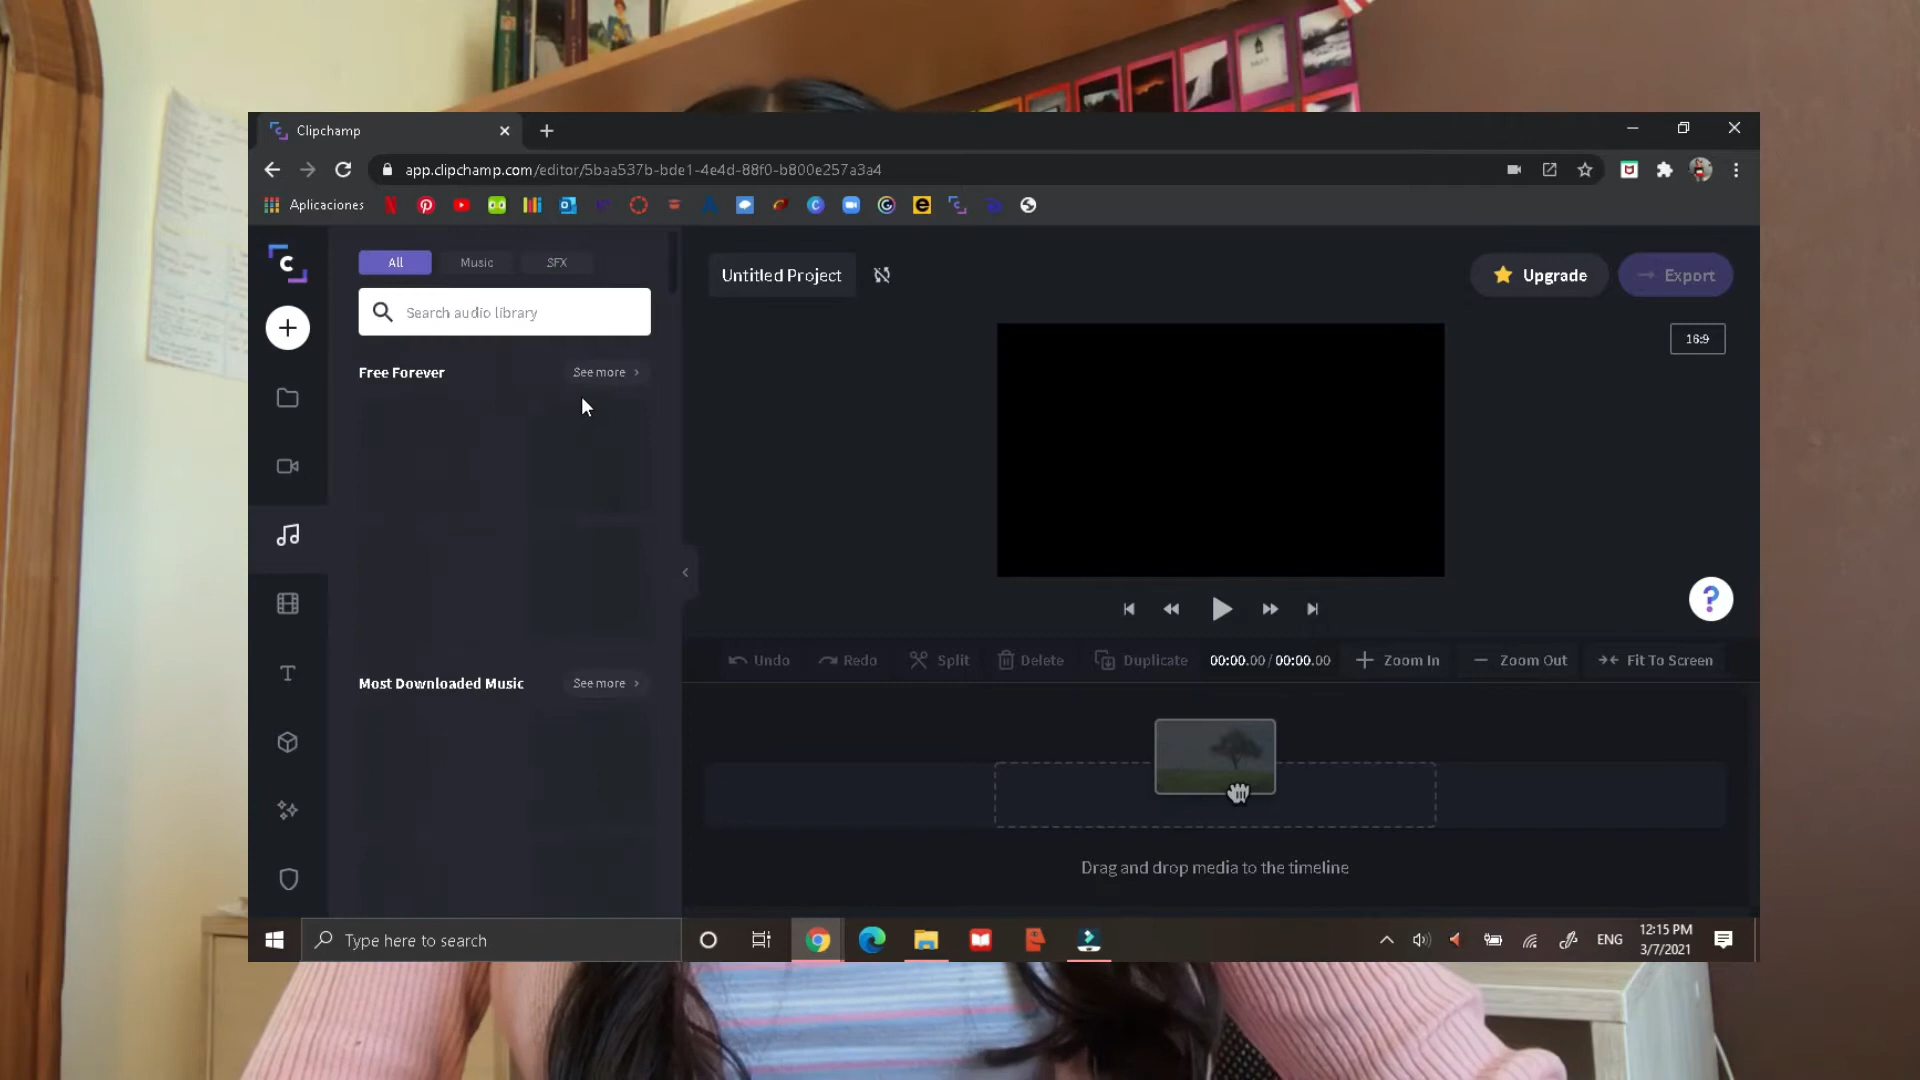 Clipchamp
app.clipchamp.com/editor/5baa537b-bde1-4e4d-88f0-b800e257a3a4
Aplicaciones
All
Music
SFX
Search audio library
Untitled Project
Upgrade
Export
16:9
Free Forever
See more
Undo
Redo
Split
Delete
Duplicate
00:00.00 / 00:00.00
Zoom In
Zoom Out
Fit To Screen
Most Downloaded Music
See more
Drag and drop media to the timeline
Type here to search
ENG
12:15 PM
3/7/2021